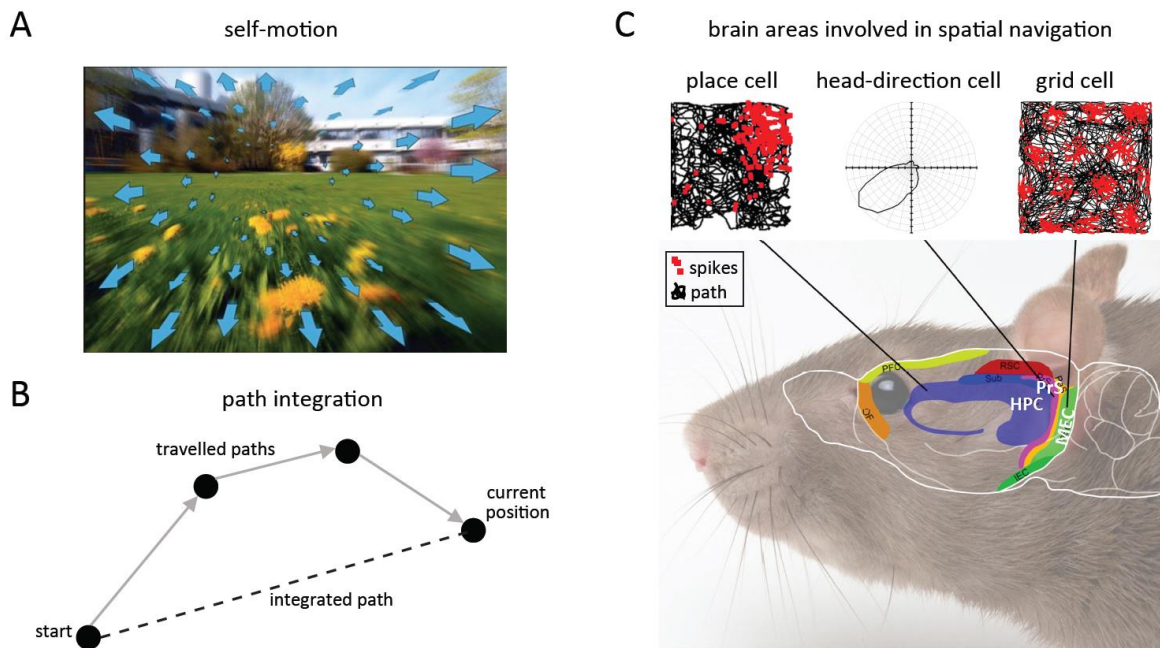 A
self-motion
B
path integration
travelled paths
current
position
integrated path
start
C
brain areas involved in spatial navigation
place cell
head-direction cell
grid cell
spikes
path
PFC
RSC
Sub
PrS
HPC
MEC
OF